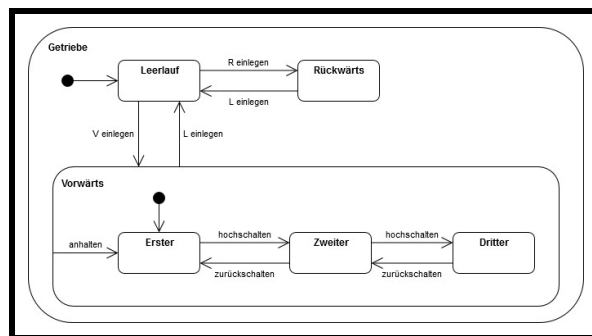 Getriebe
Leerlauf
R einlegen
Rückwärts
L einlegen
V einlegen
L einlegen
Vorwärts
anhalten
Erster
hochschalten
Zweiter
hochschalten
Dritter
zurückschalten
zurückschalten